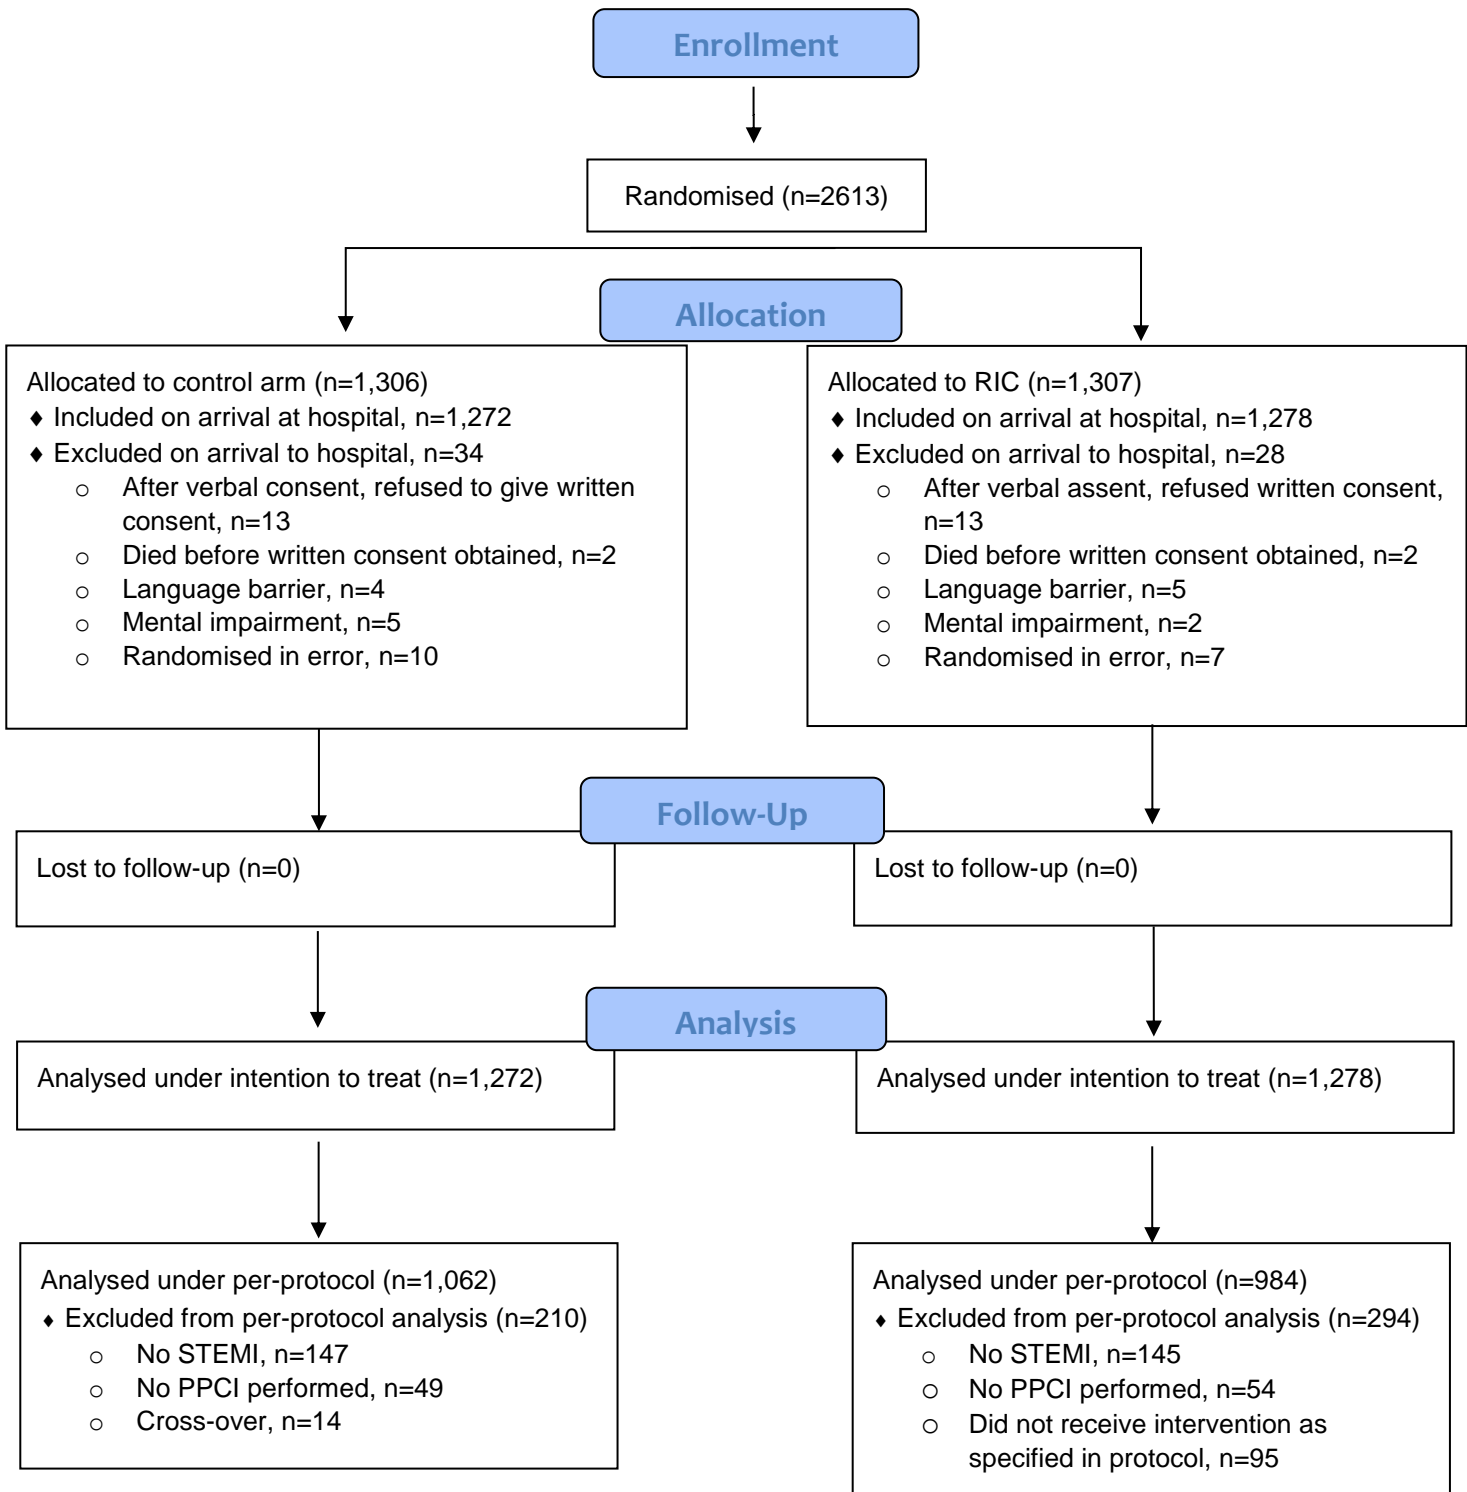 Enrollment
Randomised (n=2613)
Allocation
Allocated to control arm (n=1,306)
♦ Included on arrival at hospital, n=1,272
♦ Excluded on arrival to hospital, n=34
○ After verbal consent, refused to give written
consent, n=13
○ Died before written consent obtained, n=2
○ Language barrier, n=4
○ Mental impairment, n=5
○ Randomised in error, n=10
Allocated to RIC (n=1,307)
♦ Included on arrival at hospital, n=1,278
♦ Excluded on arrival to hospital, n=28
○ After verbal assent, refused written consent,
n=13
○ Died before written consent obtained, n=2
○ Language barrier, n=5
○ Mental impairment, n=2
○ Randomised in error, n=7
Follow-Up
Lost to follow-up (n=0)
Lost to follow-up (n=0)
Analysis
Analysed under intention to treat (n=1,272)
Analysed under intention to treat (n=1,278)
Analysed under per-protocol (n=1,062)
♦ Excluded from per-protocol analysis (n=210)
○ No STEMI, n=147
○ No PPCI performed, n=49
○ Cross-over, n=14
Analysed under per-protocol (n=984)
♦ Excluded from per-protocol analysis (n=294)
○ No STEMI, n=145
○ No PPCI performed, n=54
○ Did not receive intervention as
specified in protocol, n=95